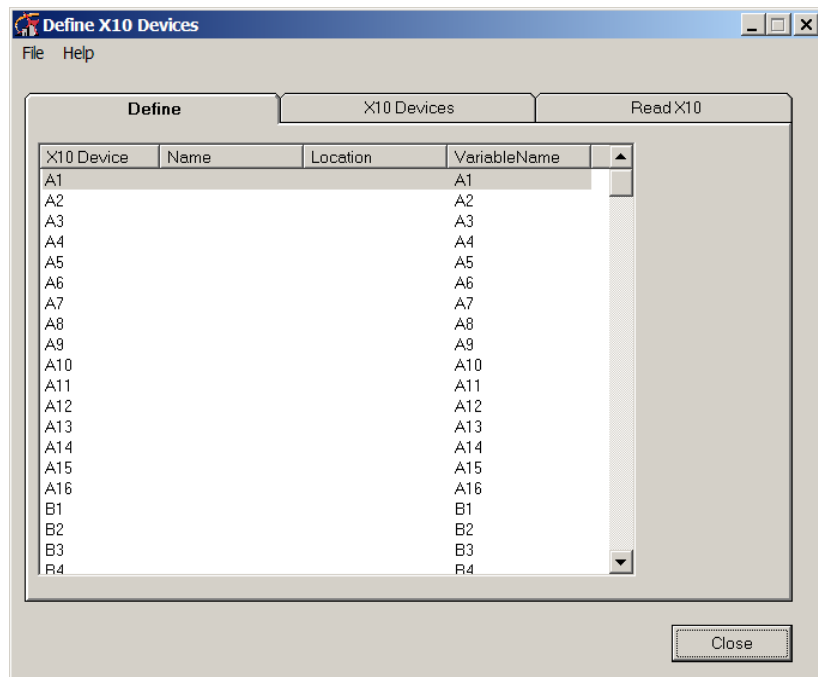 Define X10 Devices
File Help
Define X10 Devices Read X10
X10 Device Name Location VariableName
A1 A1
A2 A2
A3 A3
A4 A4
A5 A5
A6 A6
A7 A7
A8 A8
A9 A9
A10 A10
A11 A11
A12 A12
A13 A13
A14 A14
A15 A15
A16 A16
B1 B1
B2 B2
B3 B3
B4 B4
Close